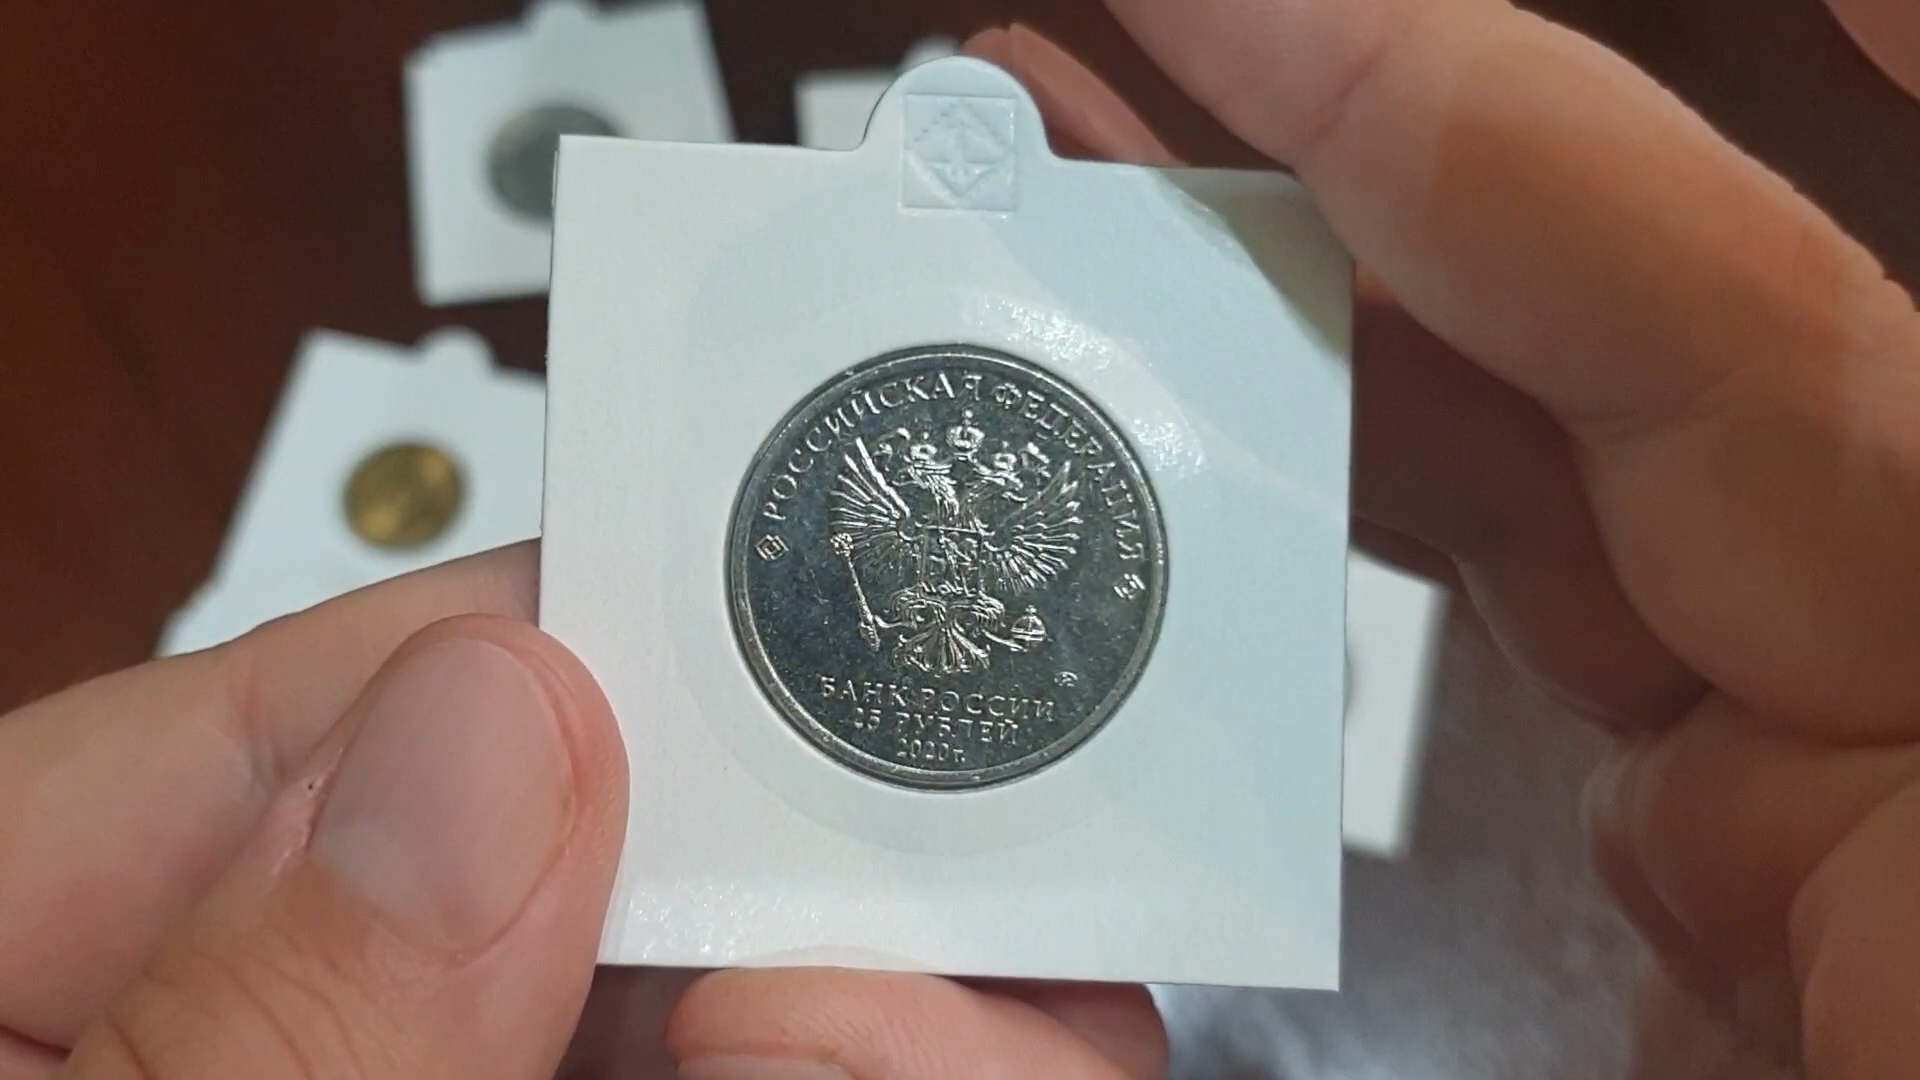 РОССИЙСКАЯ ФЕДЕРАЦИЯ
БАНК РОССИИ
25 РУБЛЕЙ
2020г.